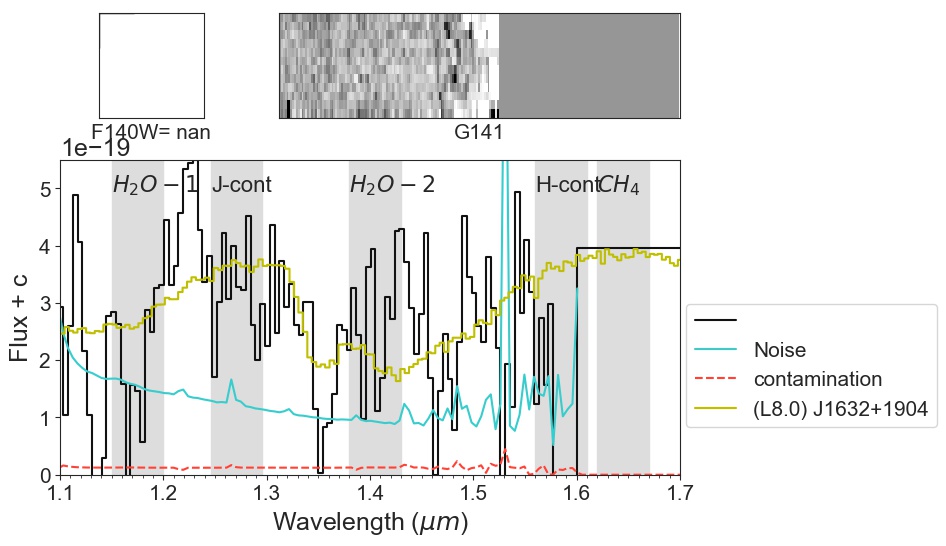 F140W= nan
G141
1e−19
H₂O − 1 J-cont H₂O − 2 H-cont CH₄
Flux + c
5
4
3
2
1
0
1.1 1.2 1.3 1.4 1.5 1.6 1.7
Wavelength (μm)
Noise
contamination
(L8.0) J1632+1904